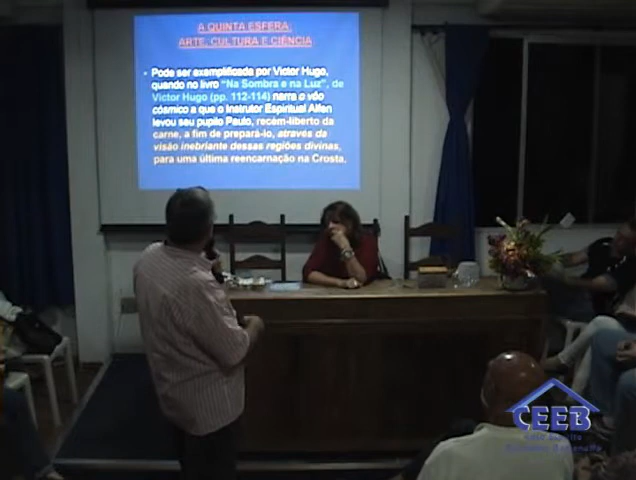 A QUINTA ESFERA:
ARTE, CULTURA E CIÊNCIA
• Pode ser exemplificada por Victor Hugo,
quando no livro “Na Sombra e na Luz”, de
Victor Hugo (pp. 112-114) narra o vôo
cósmico a que o Instrutor Espiritual Alfen
levou seu pupilo Paulo, recém-liberto da
carne, a fim de prepará-lo, através da
visão inebriante dessas regiões divinas,
para uma última reencarnação na Crosta.
CEEB